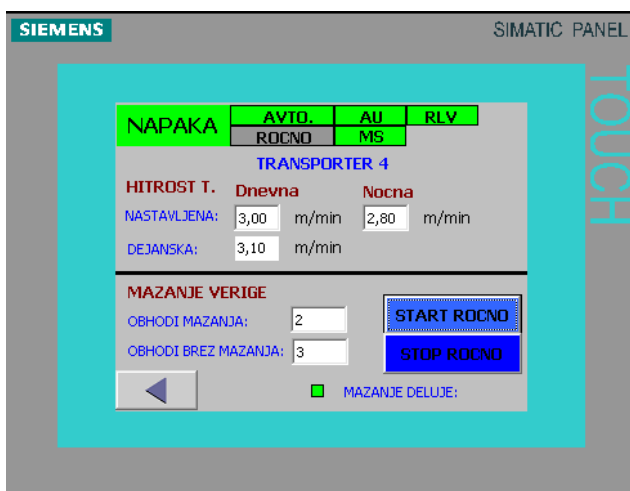 SIEMENS
SIMATIC PANEL
TOUCH
NAPAKA
AVTO. AU RLV
ROCNO MS
TRANSPORTER 4
HITROST T. Dnevna Nocna
NASTAVLJENA: 3,00 m/min 2,80 m/min
DEJANSKA: 3,10 m/min
MAZANJE VERIGE
OBHODI MAZANJA: 2
START ROCNO
OBHODI BREZ MAZANJA: 3
STOP ROCNO
MAZANJE DELUJE: